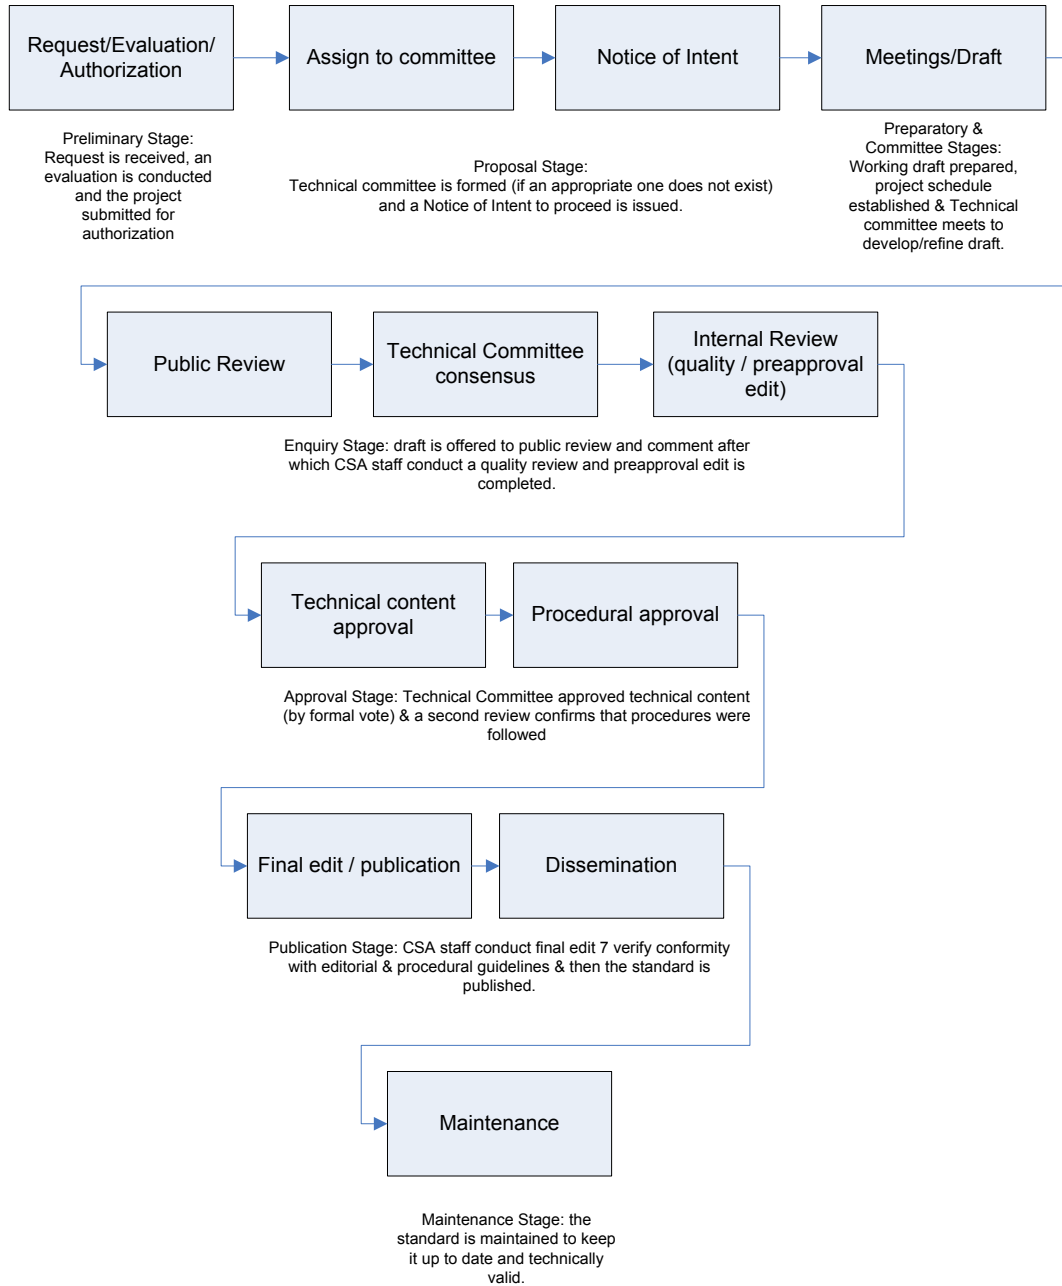 Request/Evaluation/
Authorization
Assign to committee
Notice of Intent
Meetings/Draft
Preliminary Stage:
Request is received, an
evaluation is conducted
and the project
submitted for
authorization
Proposal Stage:
Technical committee is formed (if an appropriate one does not exist)
and a Notice of Intent to proceed is issued.
Preparatory &
Committee Stages:
Working draft prepared,
project schedule
established & Technical
committee meets to
develop/refine draft.
Public Review
Technical Committee
consensus
Internal Review
(quality / preapproval
edit)
Enquiry Stage: draft is offered to public review and comment after
which CSA staff conduct a quality review and preapproval edit is
completed.
Technical content
approval
Procedural approval
Approval Stage: Technical Committee approved technical content
(by formal vote) & a second review confirms that procedures were
followed
Final edit / publication
Dissemination
Publication Stage: CSA staff conduct final edit 7 verify conformity
with editorial & procedural guidelines & then the standard is
published.
Maintenance
Maintenance Stage: the
standard is maintained to keep
it up to date and technically
valid.